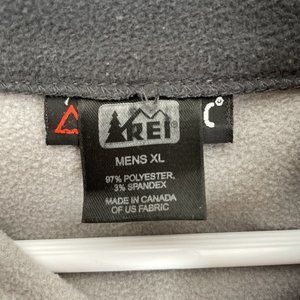 REI®
MENS XL
97% POLYESTER,
3% SPANDEX
MADE IN CANADA
OF US FABRIC